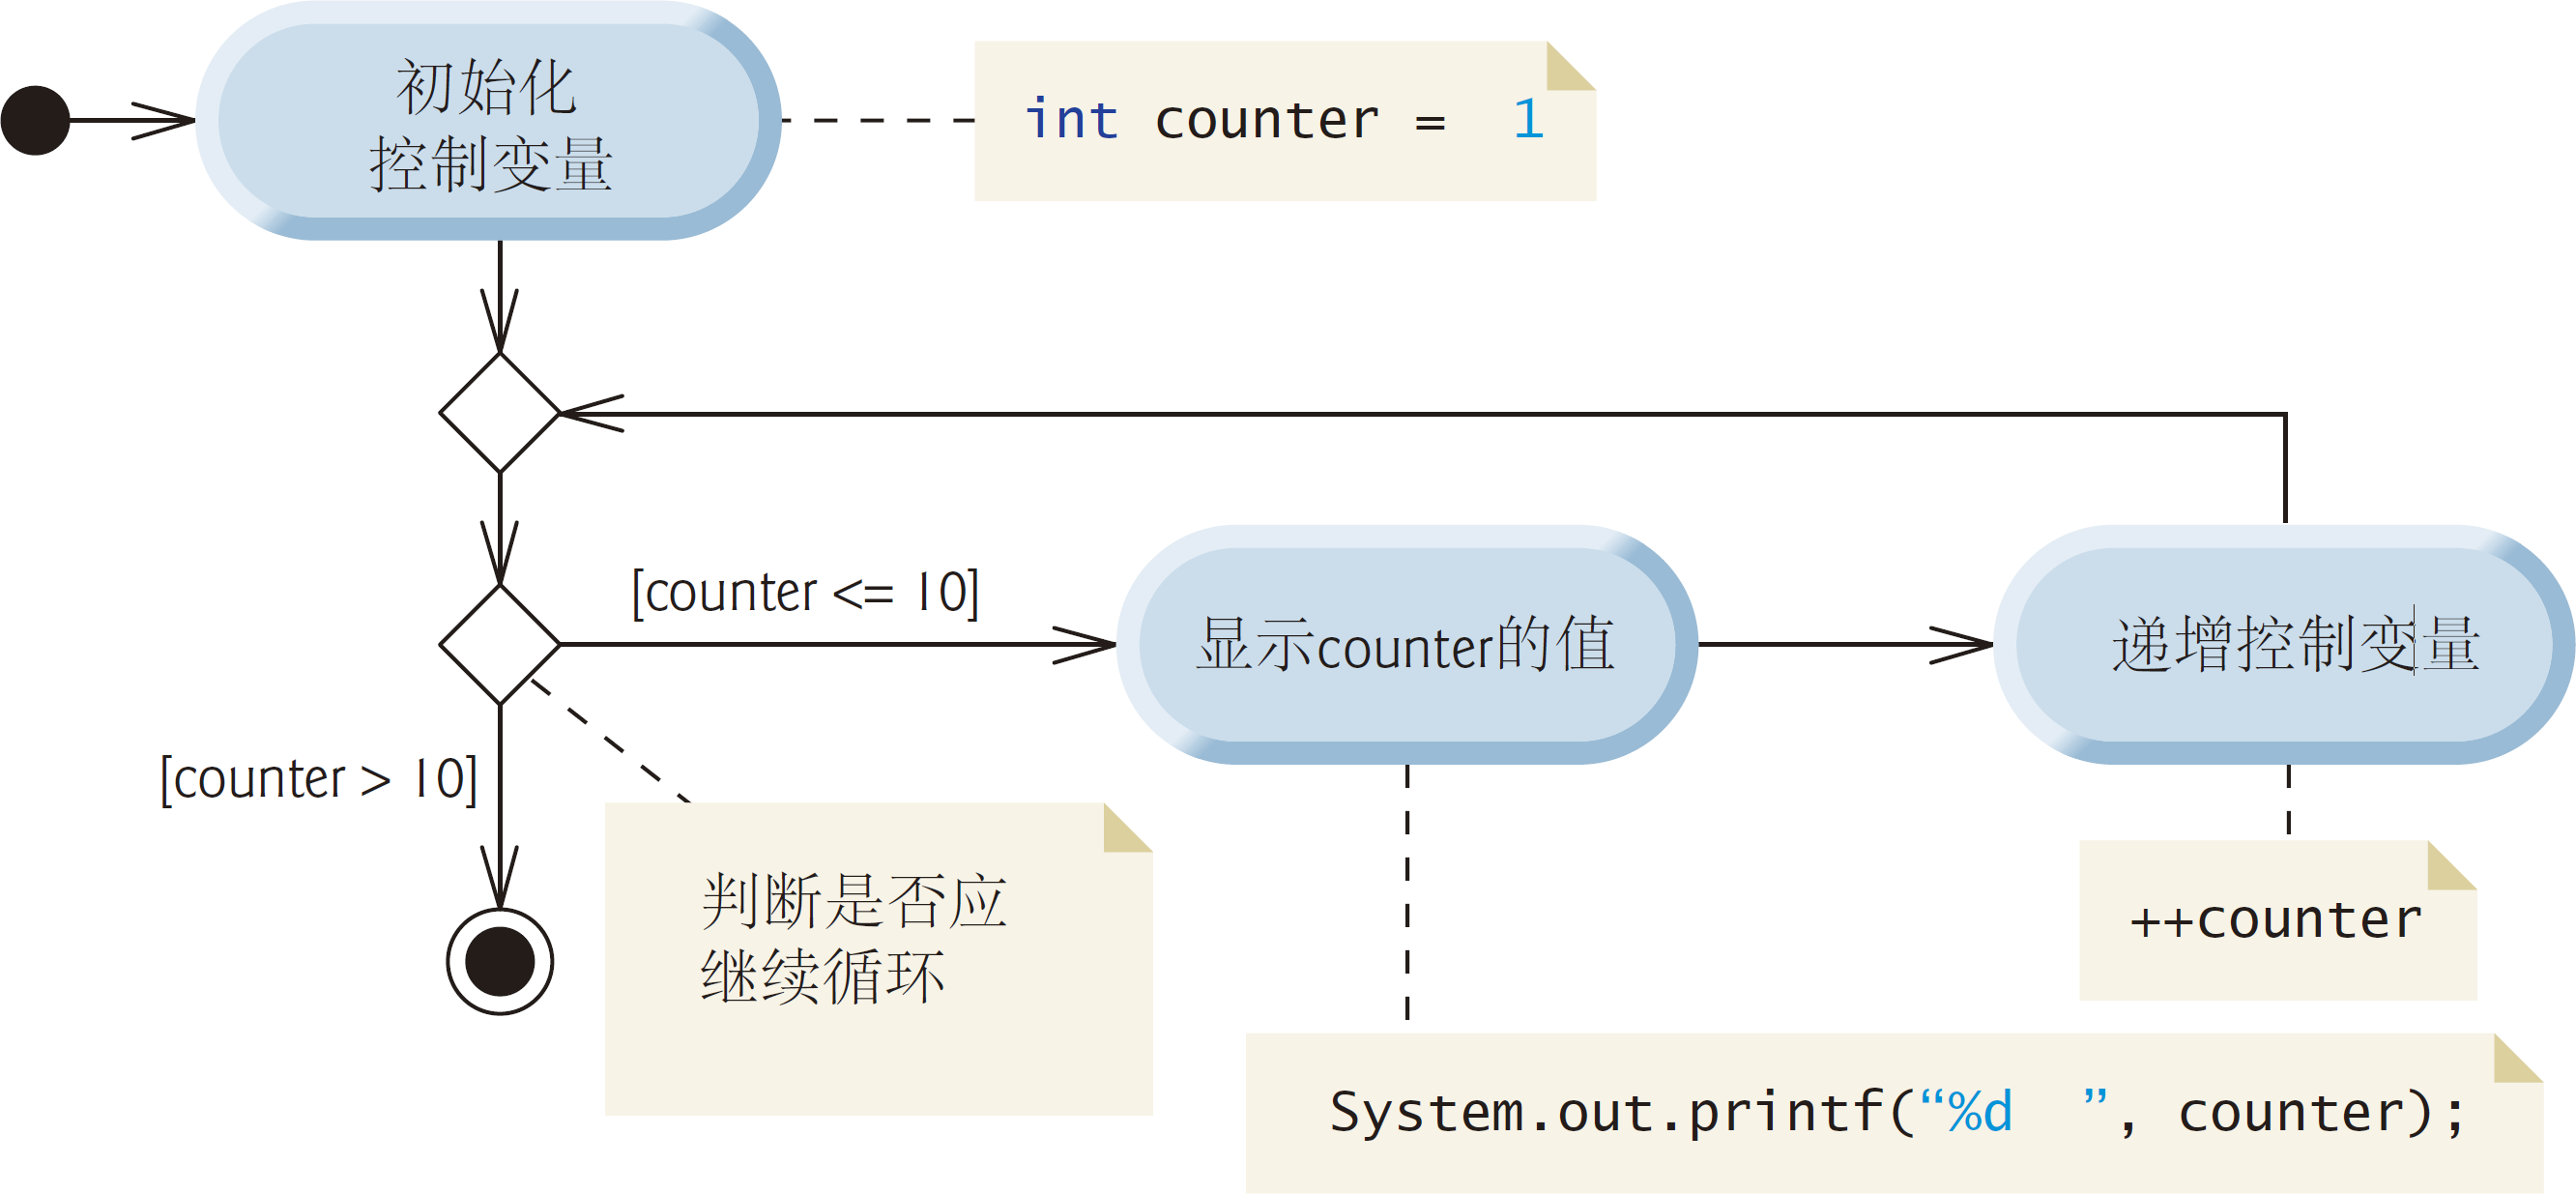 初始化
控制变量
int counter = 1
[counter <= 10]
显示counter的值
递增控制变量
[counter > 10]
判断是否应
继续循环
++counter
System.out.printf(“%d  ”, counter);